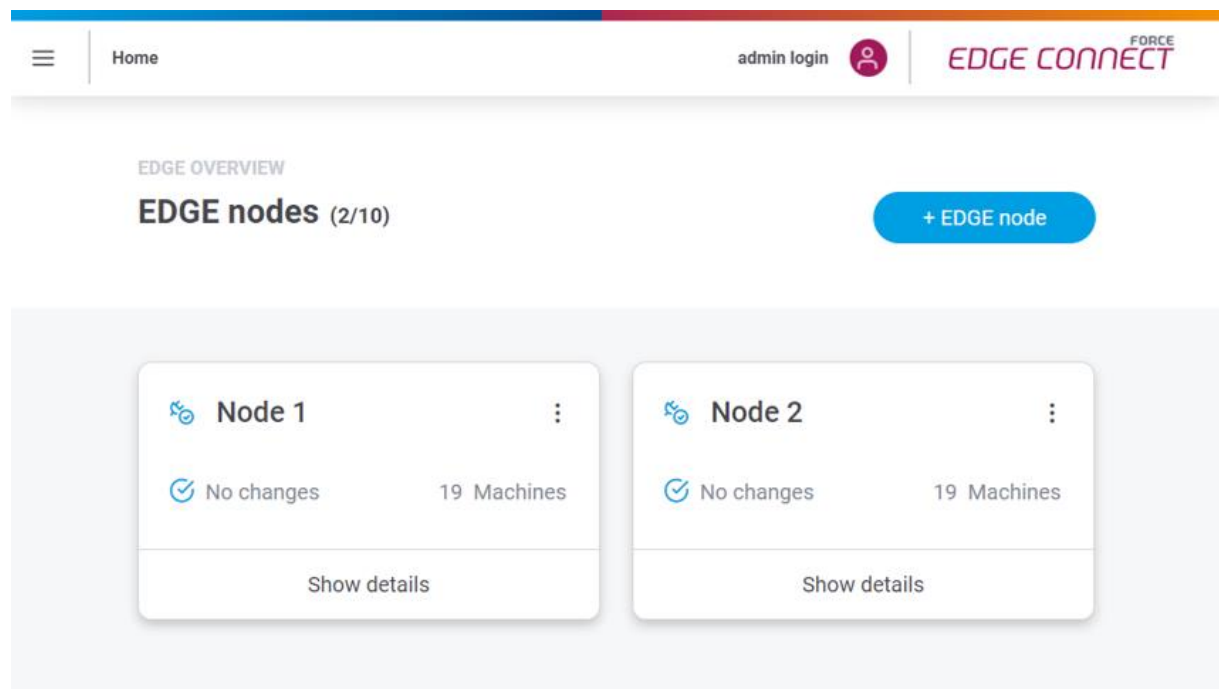 Home
admin login
FORCE
EDGE CONNECT
EDGE OVERVIEW
EDGE nodes (2/10)
+ EDGE node
Node 1
No changes
19 Machines
Show details
Node 2
No changes
19 Machines
Show details